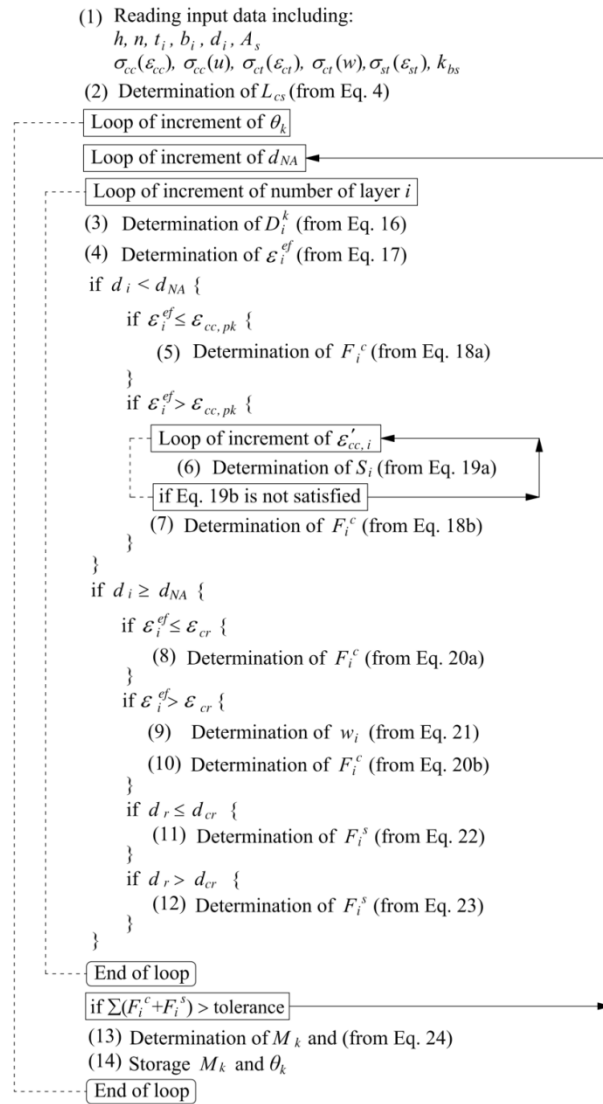 (1) Reading input data including:
h, n, t_i, b_i, d_i, A_s
σ_cc(ε_cc), σ_cc(u), σ_ct(ε_ct), σ_ct(w), σ_st(ε_st), k_bs
(2) Determination of L_cs (from Eq. 4)
Loop of increment of θ_k
Loop of increment of d_NA
Loop of increment of number of layer i
(3) Determination of D_i^k (from Eq. 16)
(4) Determination of ε_i^ef (from Eq. 17)
if d_i < d_NA {
if ε_i^ef ≤ ε_cc,pk {
(5) Determination of F_i^c (from Eq. 18a)
}
if ε_i^ef > ε_cc,pk {
Loop of increment of ε′_cc,i
(6) Determination of S_i (from Eq. 19a)
if Eq. 19b is not satisfied
(7) Determination of F_i^c (from Eq. 18b)
}
}
if d_i ≥ d_NA {
if ε_i^ef ≤ ε_cr {
(8) Determination of F_i^c (from Eq. 20a)
}
if ε_i^ef > ε_cr {
(9) Determination of w_i (from Eq. 21)
(10) Determination of F_i^c (from Eq. 20b)
}
if d_r ≤ d_cr {
(11) Determination of F_i^s (from Eq. 22)
}
if d_r > d_cr {
(12) Determination of F_i^s (from Eq. 23)
}
}
End of loop
if Σ(F_i^c+F_i^s) > tolerance
(13) Determination of M_k and (from Eq. 24)
(14) Storage M_k and θ_k
End of loop